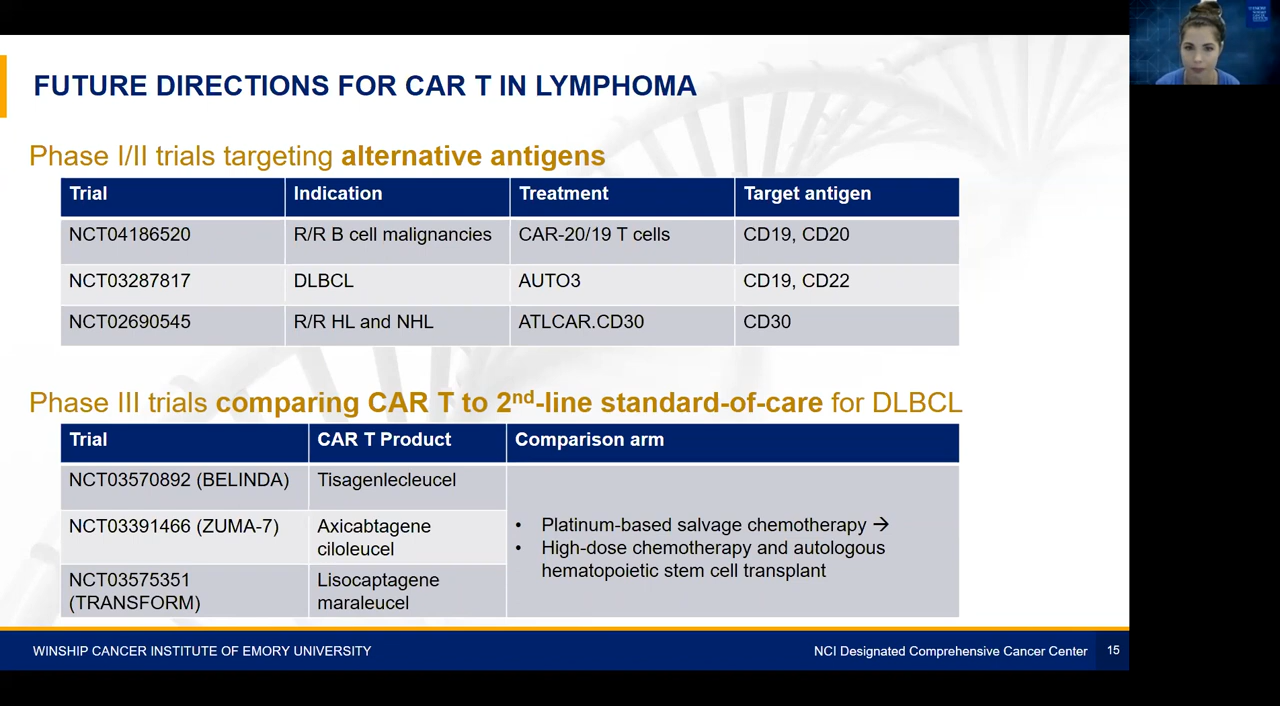 FUTURE DIRECTIONS FOR CAR T IN LYMPHOMA
Phase I/II trials targeting alternative antigens
Trial Indication Treatment Target antigen
NCT04186520 R/R B cell malignancies CAR-20/19 T cells CD19, CD20
NCT03287817 DLBCL AUTO3 CD19, CD22
NCT02690545 R/R HL and NHL ATLCAR.CD30 CD30
Phase III trials comparing CAR T to 2nd-line standard-of-care for DLBCL
Trial CAR T Product Comparison arm
NCT03570892 (BELINDA) Tisagenlecleucel
NCT03391466 (ZUMA-7) Axicabtagene
ciloleucel
NCT03575351 Lisocaptagene
(TRANSFORM) maraleucel
• Platinum-based salvage chemotherapy →
• High-dose chemotherapy and autologous
hematopoietic stem cell transplant
WINSHIP CANCER INSTITUTE OF EMORY UNIVERSITY NCI Designated Comprehensive Cancer Center 15